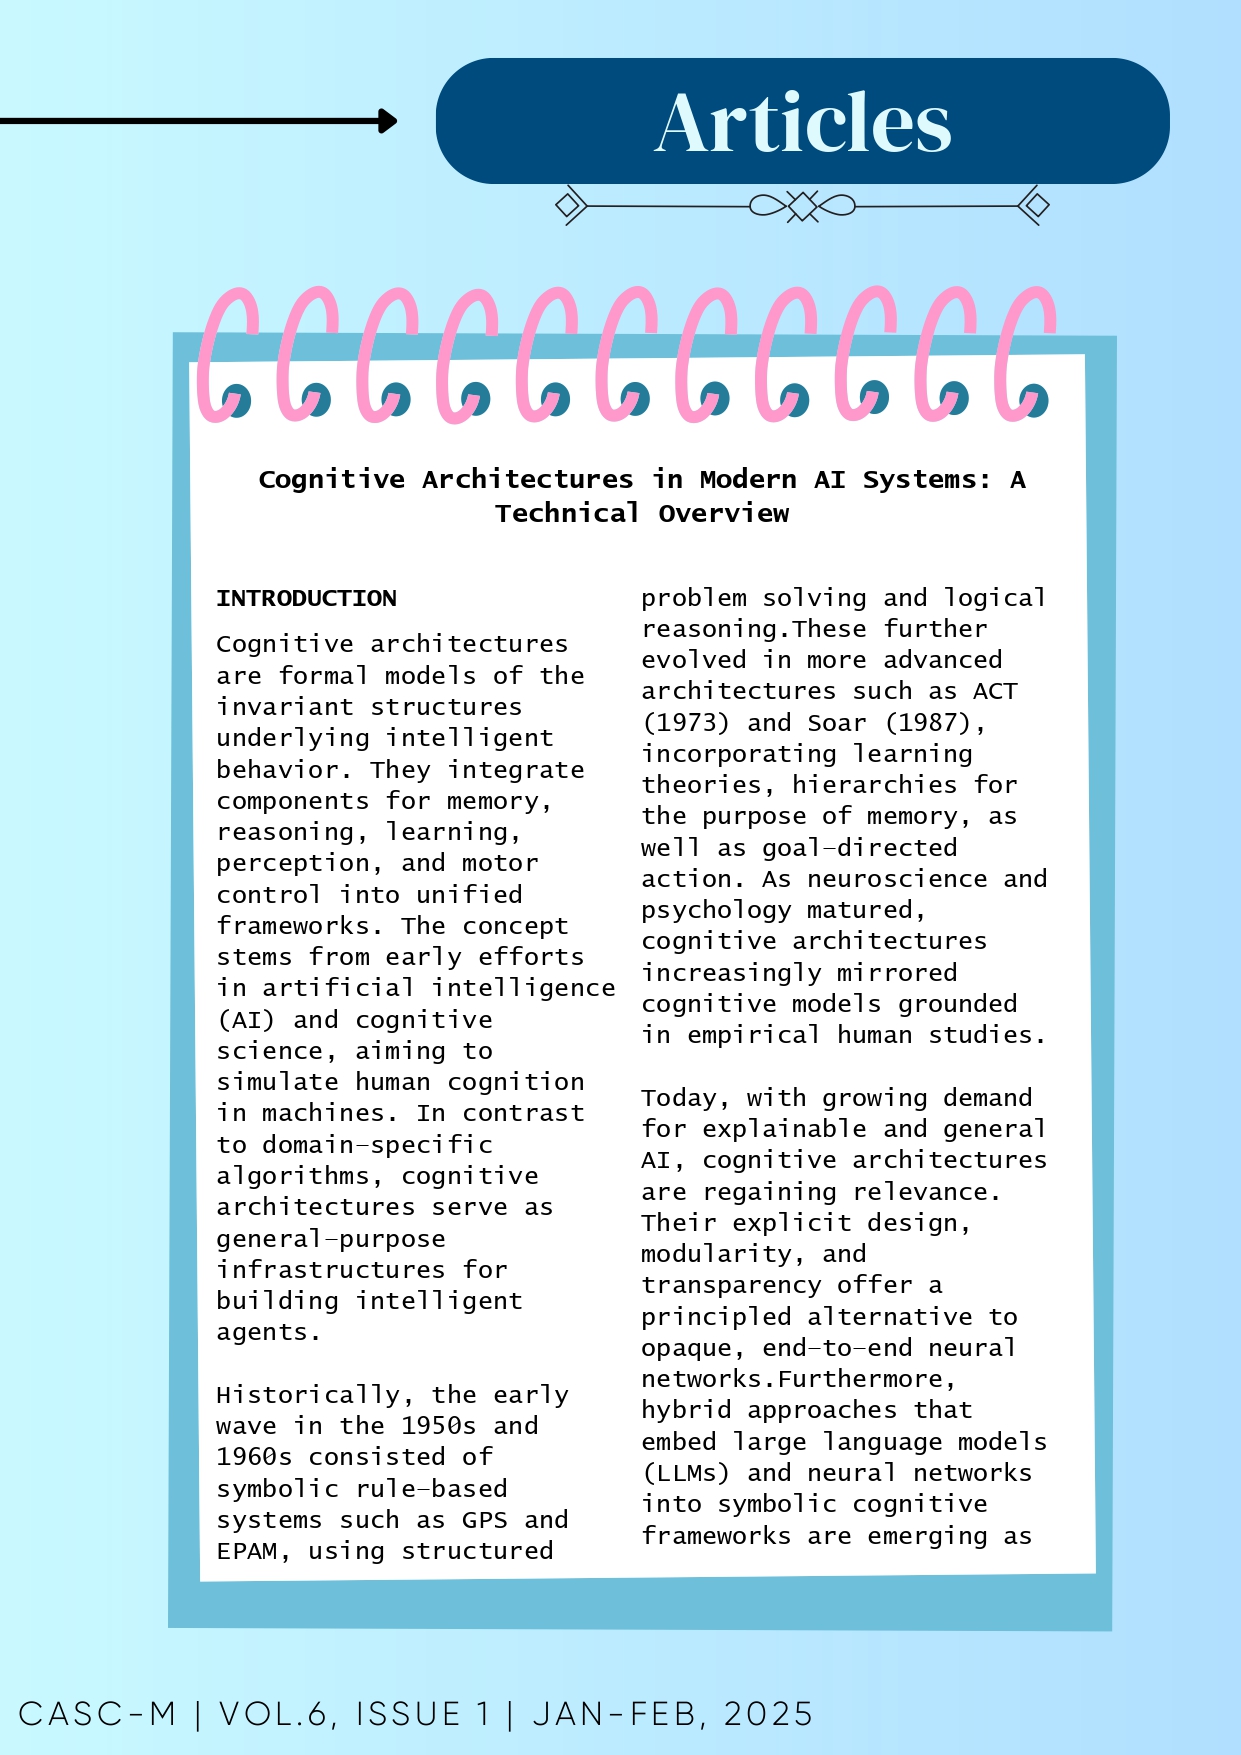 Articles
Cognitive Architectures in Modern AI Systems: A
Technical Overview
INTRODUCTION
Cognitive architectures
are formal models of the
invariant structures
underlying intelligent
behavior. They integrate
components for memory,
reasoning, learning,
perception, and motor
control into unified
frameworks. The concept
stems from early efforts
in artificial intelligence
(AI) and cognitive
science, aiming to
simulate human cognition
in machines. In contrast
to domain-specific
algorithms, cognitive
architectures serve as
general-purpose
infrastructures for
building intelligent
agents.
Historically, the early
wave in the 1950s and
1960s consisted of
symbolic rule-based
systems such as GPS and
EPAM, using structured
problem solving and logical
reasoning.These further
evolved in more advanced
architectures such as ACT
(1973) and Soar (1987),
incorporating learning
theories, hierarchies for
the purpose of memory, as
well as goal-directed
action. As neuroscience and
psychology matured,
cognitive architectures
increasingly mirrored
cognitive models grounded
in empirical human studies.
Today, with growing demand
for explainable and general
AI, cognitive architectures
are regaining relevance.
Their explicit design,
modularity, and
transparency offer a
principled alternative to
opaque, end-to-end neural
networks.Furthermore,
hybrid approaches that
embed large language models
(LLMs) and neural networks
into symbolic cognitive
frameworks are emerging as
CASC-M | VOL.6, ISSUE 1 | JAN-FEB, 2025